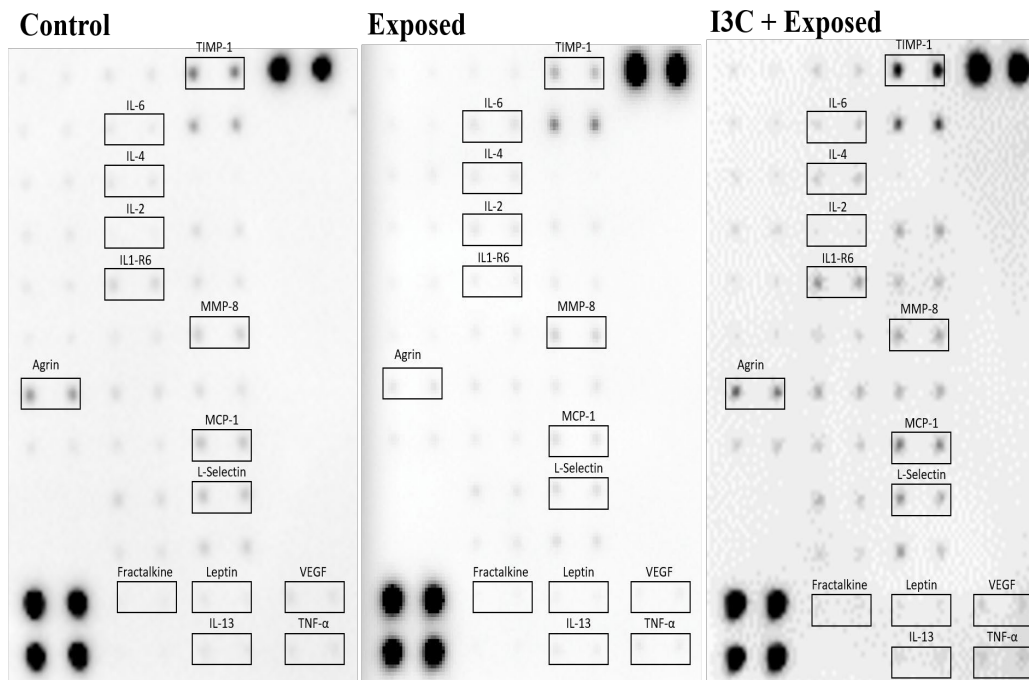 Control
TIMP-1
IL-6
IL-4
IL-2
IL1-R6
MMP-8
Agrin
MCP-1
L-Selectin
Fractalkine Leptin VEGF
IL-13 TNF-α
Exposed
TIMP-1
IL-6
IL-4
IL-2
IL1-R6
MMP-8
Agrin
MCP-1
L-Selectin
Fractalkine Leptin VEGF
IL-13 TNF-α
I3C + Exposed
TIMP-1
IL-6
IL-4
IL-2
IL1-R6
MMP-8
Agrin
MCP-1
L-Selectin
Fractalkine Leptin VEGF
IL-13 TNF-α